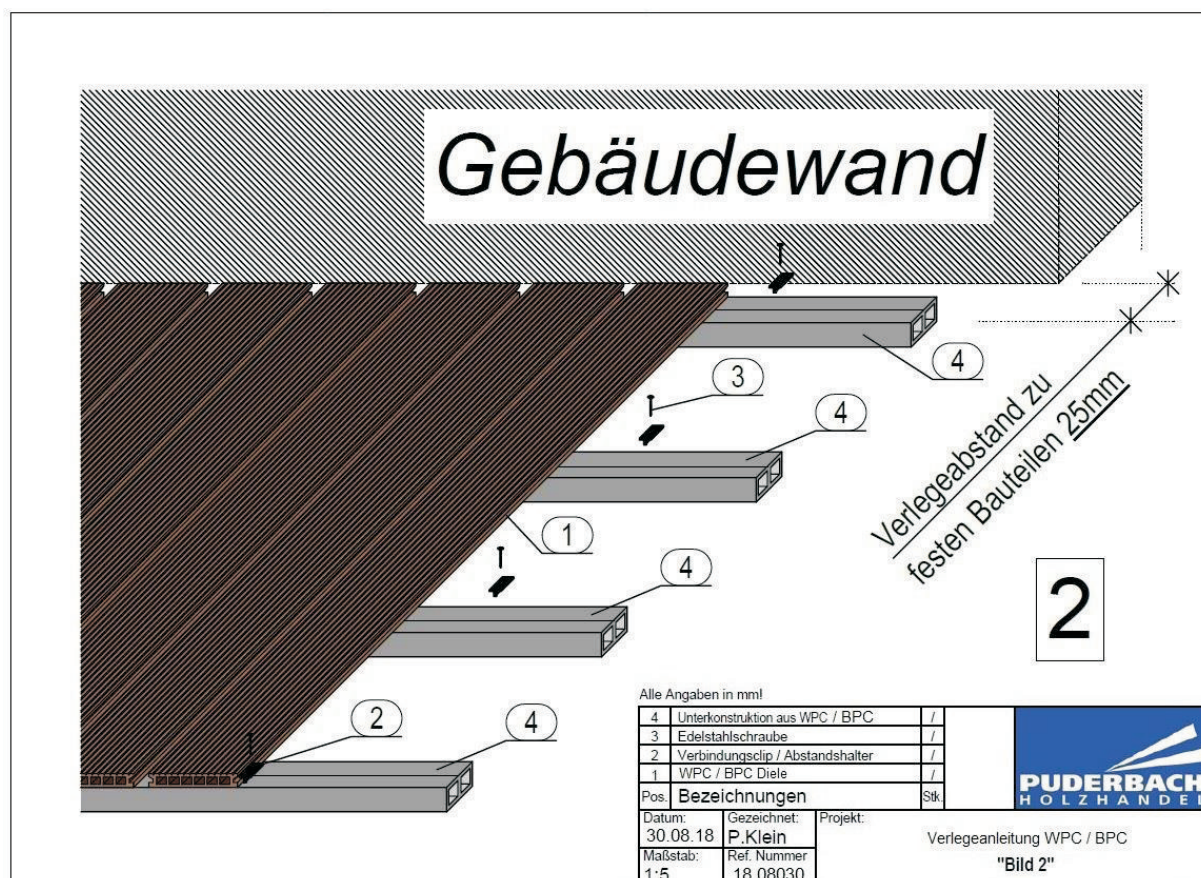 Gebäudewand
4
3
4
Verlegeabstand zu
festen Bauteilen 25mm
1
4
2
2
4
Alle Angaben in mm!
4 Unterkonstruktion aus WPC / BPC /
3 Edelstahlschraube /
2 Verbindungsclip / Abstandshalter /
1 WPC / BPC Diele /
Pos. Bezeichnungen Stk.
PUDERBACH
HOLZHANDEL
Datum: Gezeichnet: Projekt:
30.08.18 P.Klein
Verlegeanleitung WPC / BPC
Maßstab: Ref. Nummer
"Bild 2"
1:5 18.08030